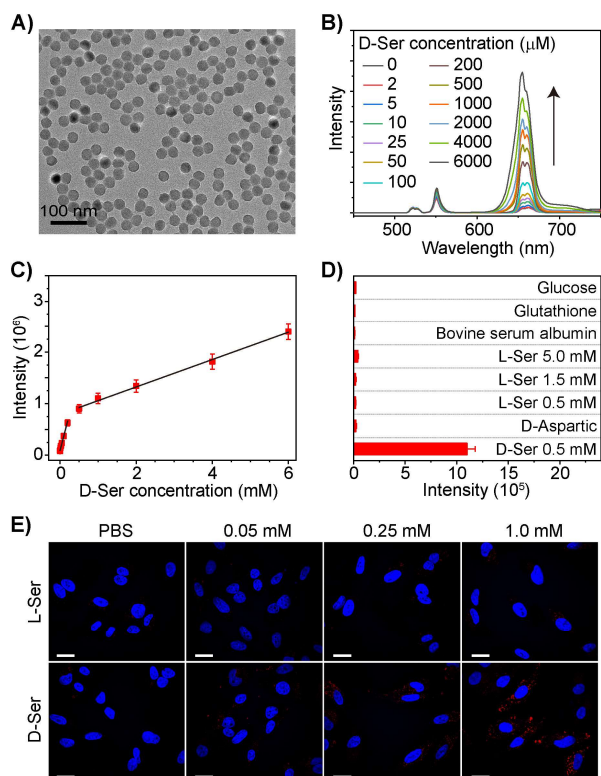 A)
100 nm
B)
D-Ser concentration (μM)
0 200
2 500
5 1000
10 2000
25 4000
50 6000
100
Intensity
450 500 600 700
Wavelength (nm)
C)
Intensity (10⁶)
3
2
1
0
0 2 4 6
D-Ser concentration (mM)
D)
Glucose
Glutathione
Bovine serum albumin
L-Ser 5.0 mM
L-Ser 1.5 mM
L-Ser 0.5 mM
D-Aspartic
D-Ser 0.5 mM
0 5 10 15 20
Intensity (10⁵)
E)
PBS 0.05 mM 0.25 mM 1.0 mM
L-Ser
D-Ser